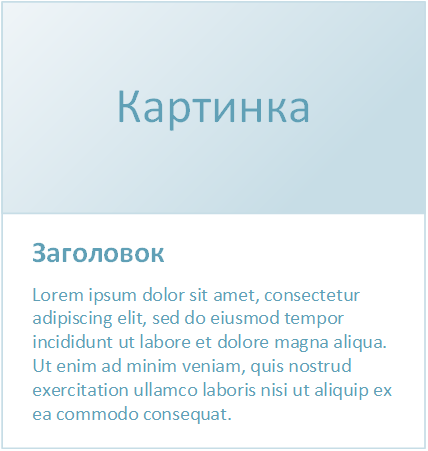 Картинка
Заголовок
Lorem ipsum dolor sit amet, consectetur
adipiscing elit, sed do eiusmod tempor
incididunt ut labore et dolore magna aliqua.
Ut enim ad minim veniam, quis nostrud
exercitation ullamco laboris nisi ut aliquip ex
ea commodo consequat.